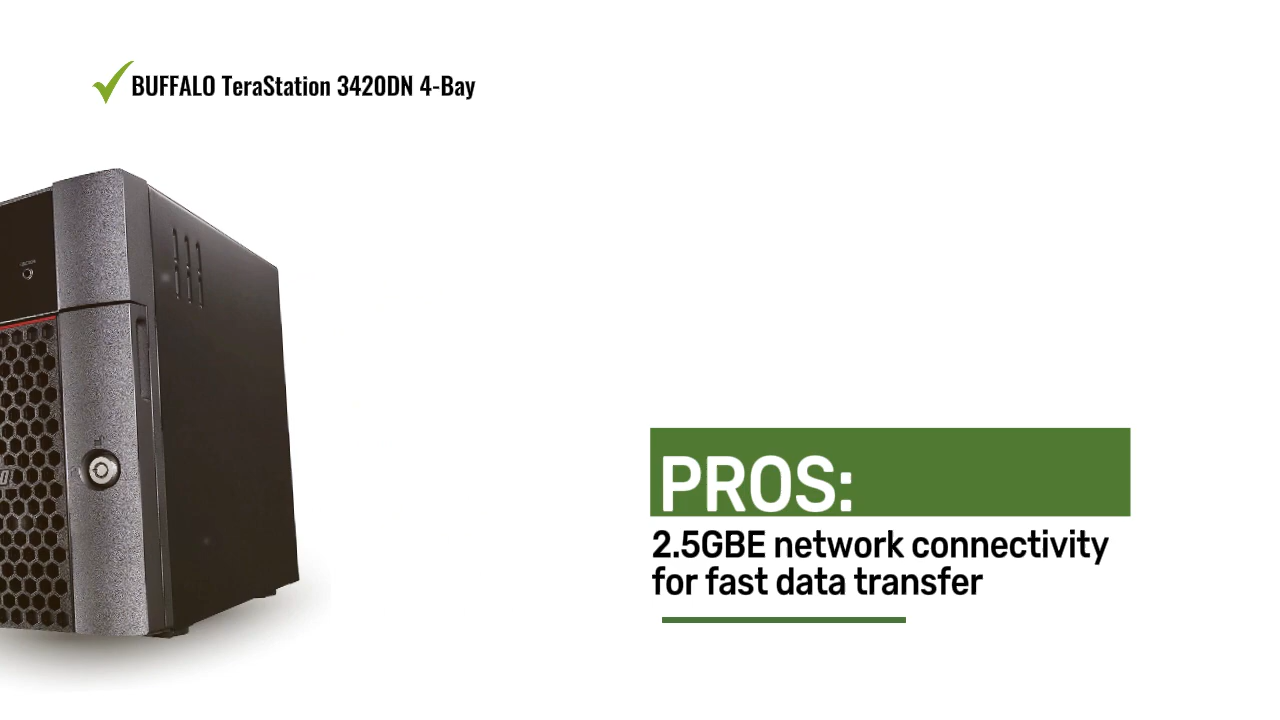 BUFFALO TeraStation 3420DN 4-Bay
PROS:
2.5GBE network connectivity
for fast data transfer